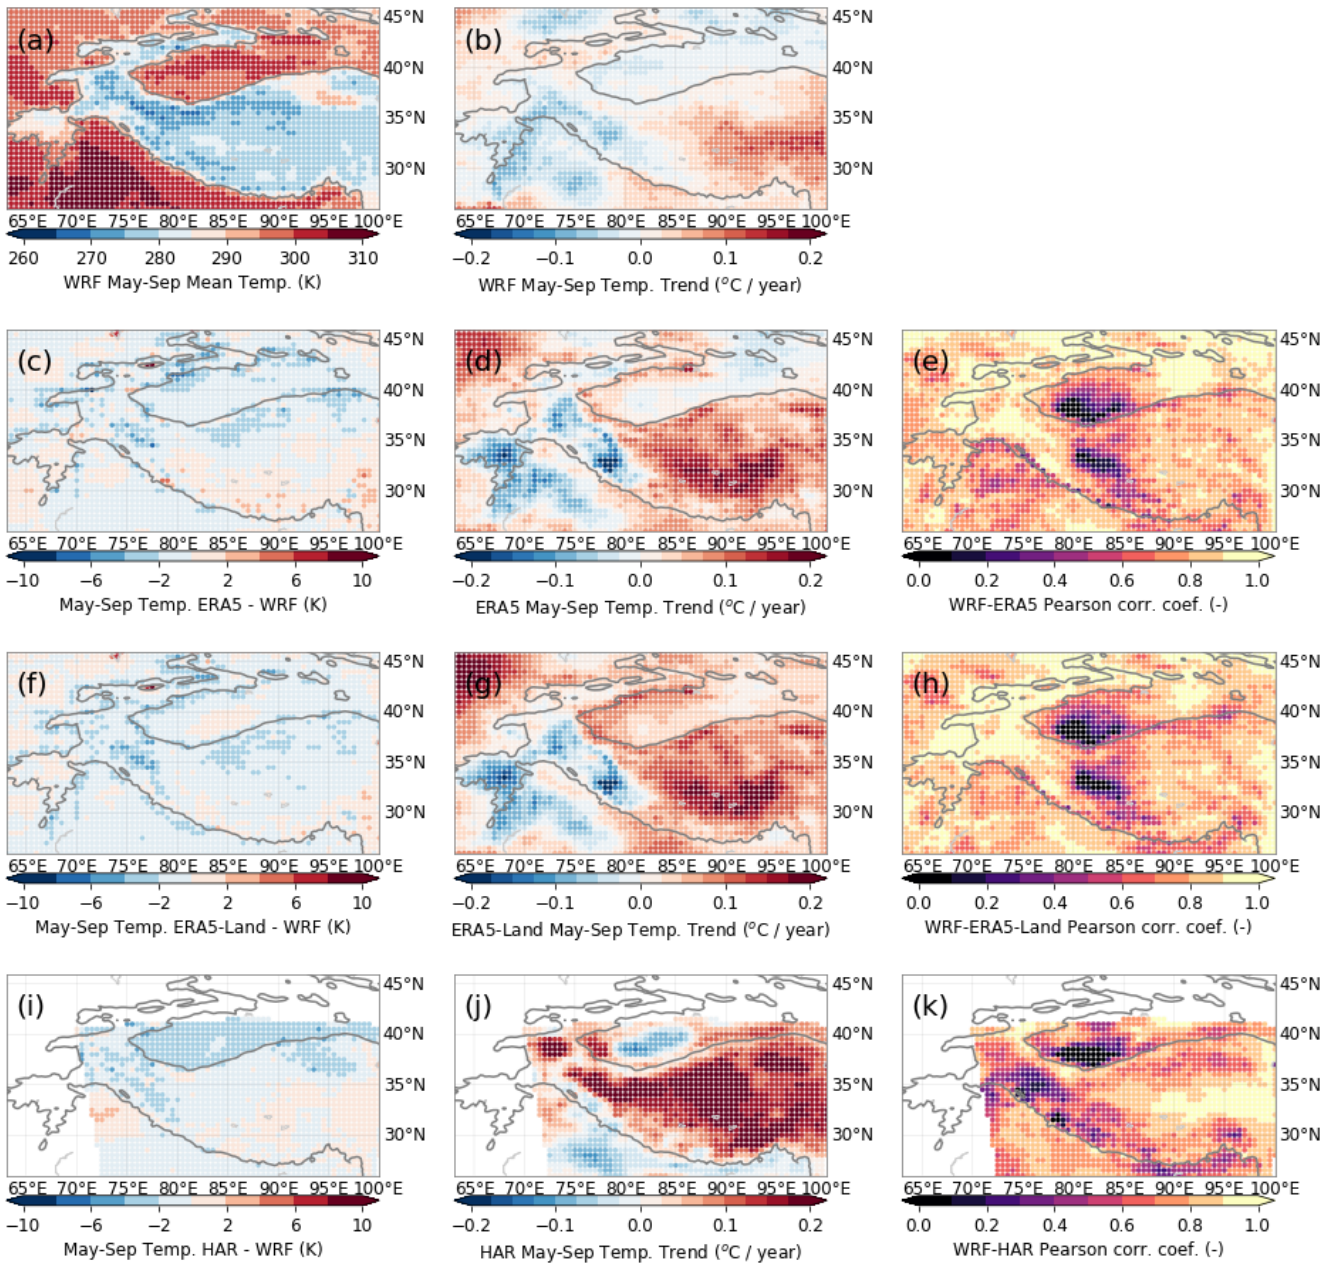 (a)
45°N
40°N
35°N
30°N
65°E 70°E 75°E 80°E 85°E 90°E 95°E 100°E
260 270 280 290 300 310
WRF May-Sep Mean Temp. (K)
(b)
45°N
40°N
35°N
30°N
65°E 70°E 75°E 80°E 85°E 90°E 95°E 100°E
−0.2 −0.1 0.0 0.1 0.2
WRF May-Sep Temp. Trend (°C / year)
(c)
45°N
40°N
35°N
30°N
65°E 70°E 75°E 80°E 85°E 90°E 95°E 100°E
−10 −6 −2 2 6 10
May-Sep Temp. ERA5 - WRF (K)
(d)
45°N
40°N
35°N
30°N
65°E 70°E 75°E 80°E 85°E 90°E 95°E 100°E
−0.2 −0.1 0.0 0.1 0.2
ERA5 May-Sep Temp. Trend (°C / year)
(e)
45°N
40°N
35°N
30°N
65°E 70°E 75°E 80°E 85°E 90°E 95°E 100°E
0.0 0.2 0.4 0.6 0.8 1.0
WRF-ERA5 Pearson corr. coef. (-)
(f)
45°N
40°N
35°N
30°N
65°E 70°E 75°E 80°E 85°E 90°E 95°E 100°E
−10 −6 −2 2 6 10
May-Sep Temp. ERA5-Land - WRF (K)
(g)
45°N
40°N
35°N
30°N
65°E 70°E 75°E 80°E 85°E 90°E 95°E 100°E
−0.2 −0.1 0.0 0.1 0.2
ERA5-Land May-Sep Temp. Trend (°C / year)
(h)
45°N
40°N
35°N
30°N
65°E 70°E 75°E 80°E 85°E 90°E 95°E 100°E
0.0 0.2 0.4 0.6 0.8 1.0
WRF-ERA5-Land Pearson corr. coef. (-)
(i)
45°N
40°N
35°N
30°N
65°E 70°E 75°E 80°E 85°E 90°E 95°E 100°E
−10 −6 −2 2 6 10
May-Sep Temp. HAR - WRF (K)
(j)
45°N
40°N
35°N
30°N
65°E 70°E 75°E 80°E 85°E 90°E 95°E 100°E
−0.2 −0.1 0.0 0.1 0.2
HAR May-Sep Temp. Trend (°C / year)
(k)
45°N
40°N
35°N
30°N
65°E 70°E 75°E 80°E 85°E 90°E 95°E 100°E
0.0 0.2 0.4 0.6 0.8 1.0
WRF-HAR Pearson corr. coef. (-)